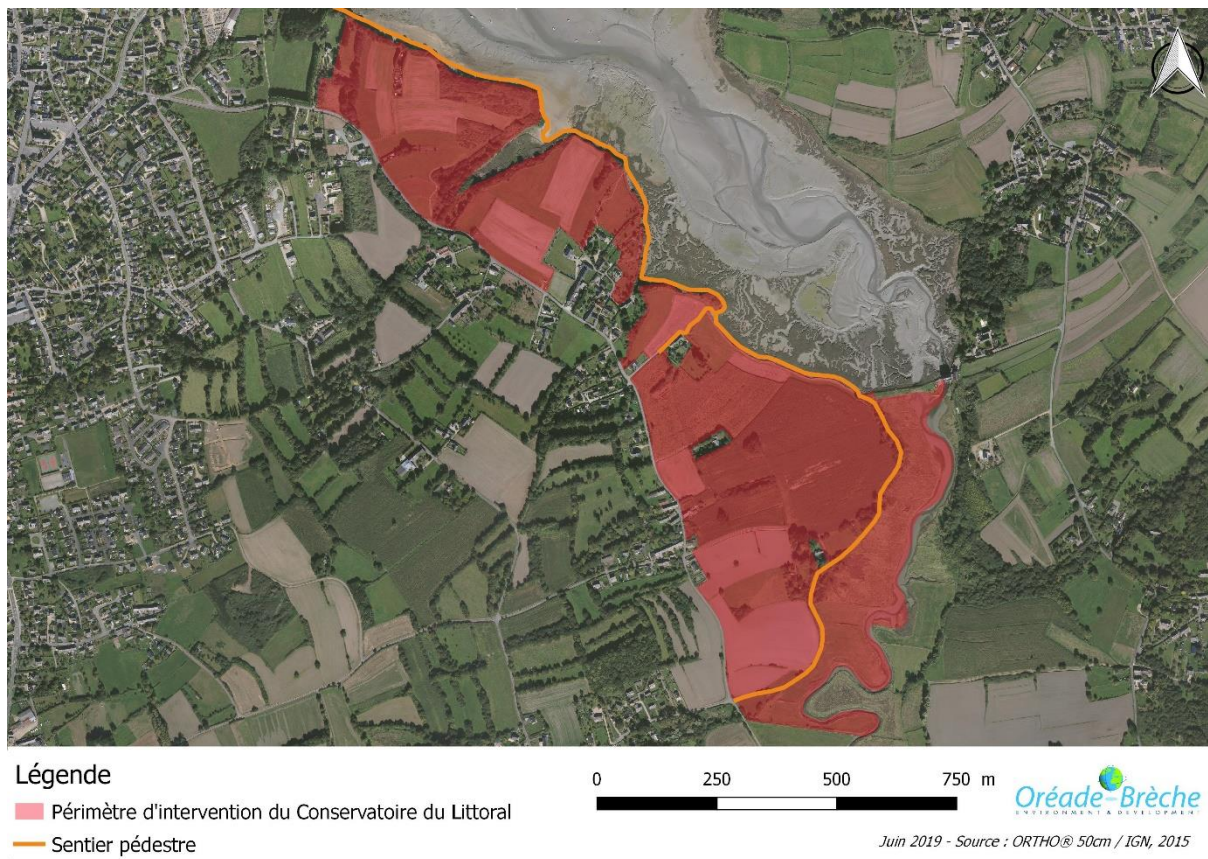 Légende
Périmètre d'intervention du Conservatoire du Littoral
Sentier pédestre
0 250 500 750 m
Oréade-Brèche
ENVIRONNEMENT & DEVELOPPEMENT
Juin 2019 - Source : ORTHO® 50cm / IGN, 2015